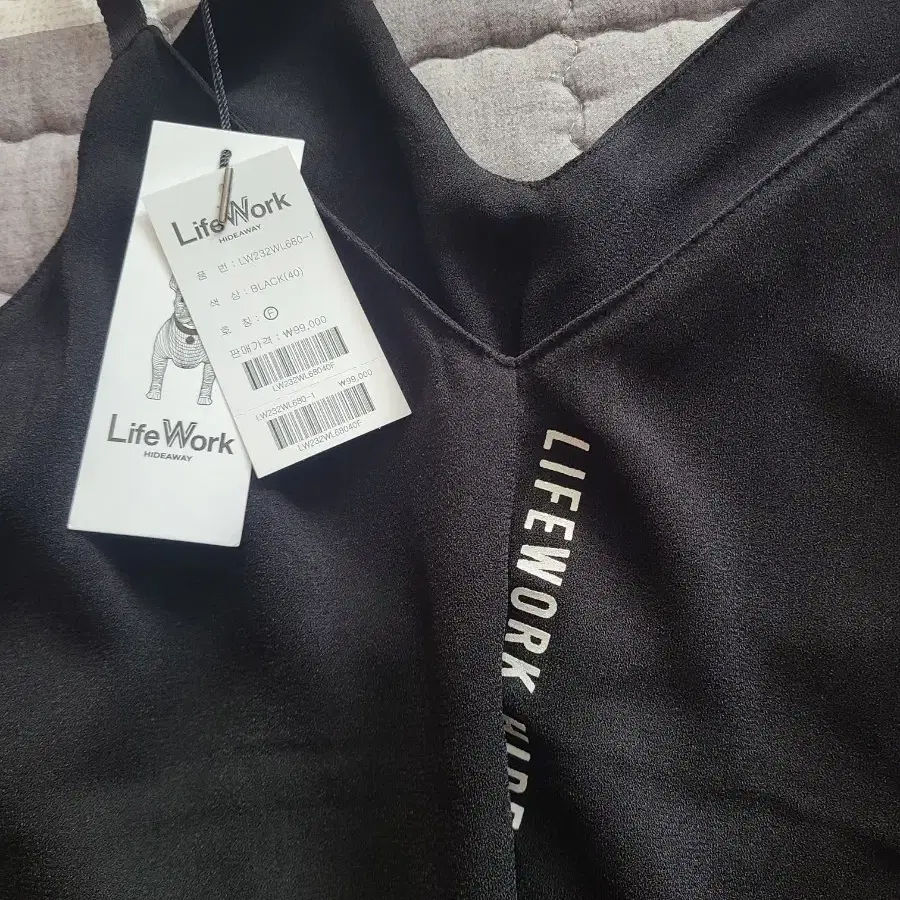 LifeWork
HIDEAWAY
품 번 : LW232WL680-1
색 상 : BLACK(40)
호 칭 : Ⓕ
판매가격 : ₩99,000
LW232WL68040F
LW232WL680-1 ₩99,000
LW232WL68040F
LifeWork
HIDEAWAY
LIFEWORK HIDE